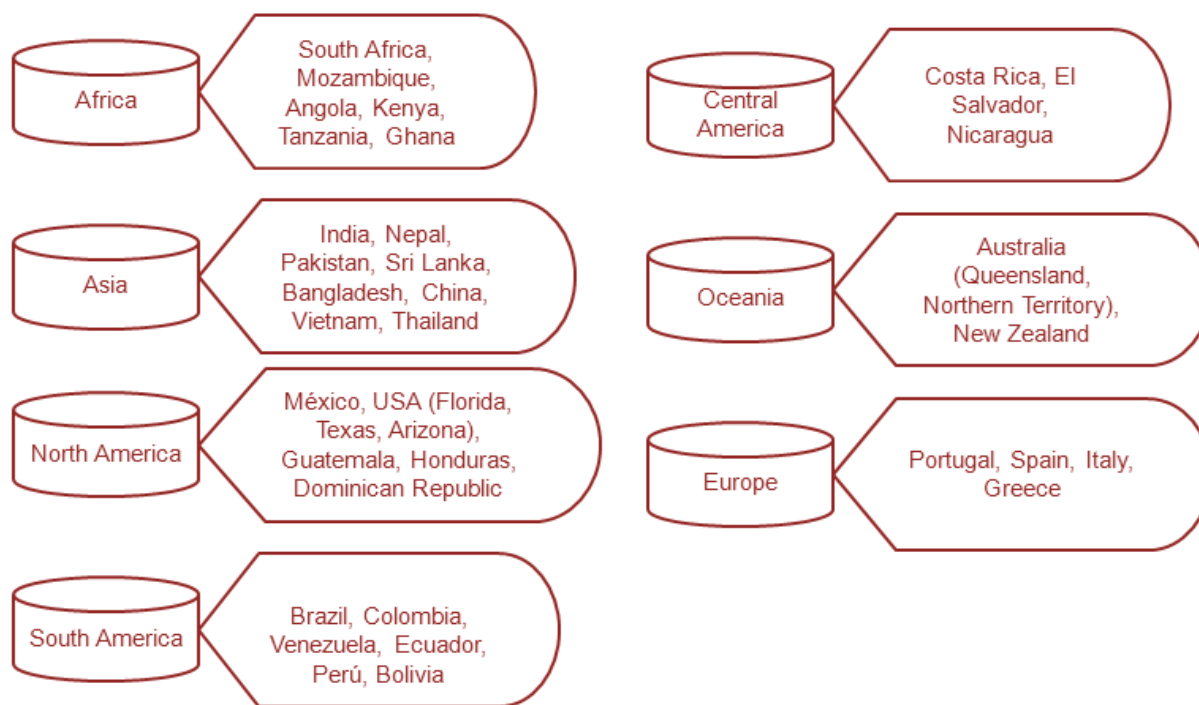 Africa
South Africa,
Mozambique,
Angola, Kenya,
Tanzania, Ghana
Central
America
Costa Rica, El
Salvador,
Nicaragua
Asia
India, Nepal,
Pakistan, Sri Lanka,
Bangladesh, China,
Vietnam, Thailand
Oceania
Australia
(Queensland,
Northern Territory),
New Zealand
North America
México, USA (Florida,
Texas, Arizona),
Guatemala, Honduras,
Dominican Republic
Europe
Portugal, Spain, Italy,
Greece
South America
Brazil, Colombia,
Venezuela, Ecuador,
Perú, Bolivia